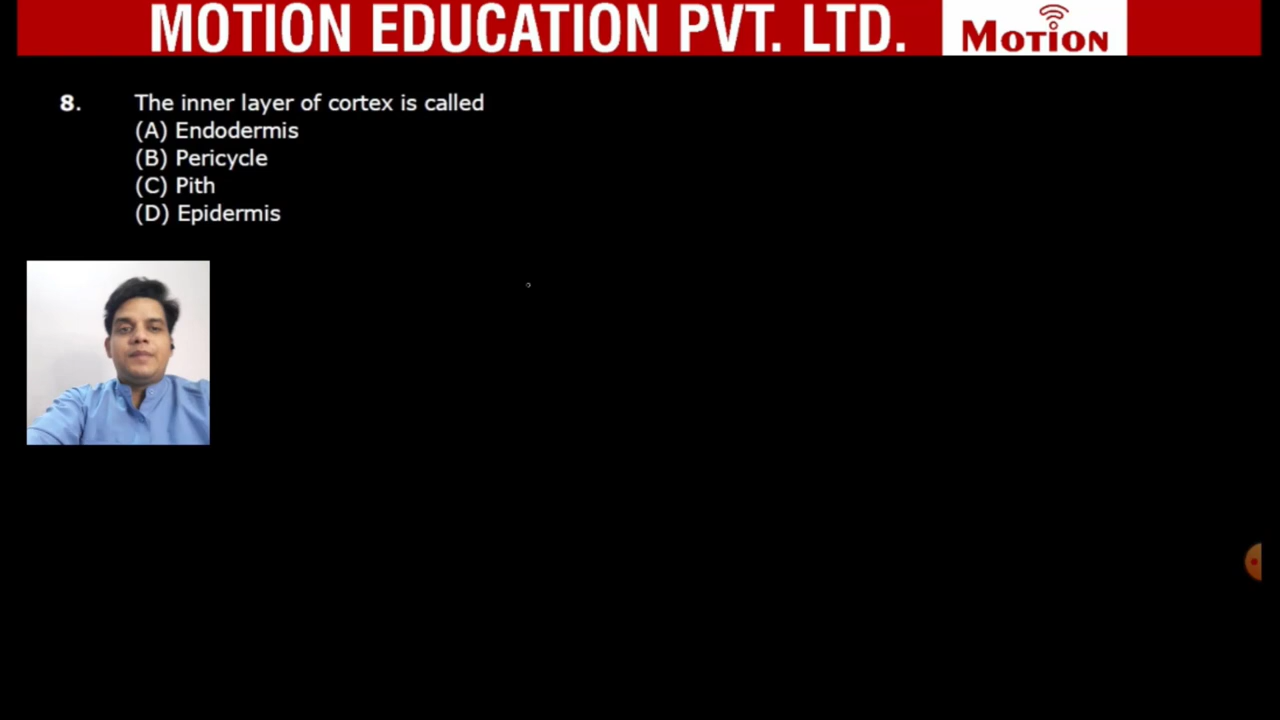 MOTION EDUCATION PVT. LTD.
MOTION
8. The inner layer of cortex is called
(A) Endodermis
(B) Pericycle
(C) Pith
(D) Epidermis